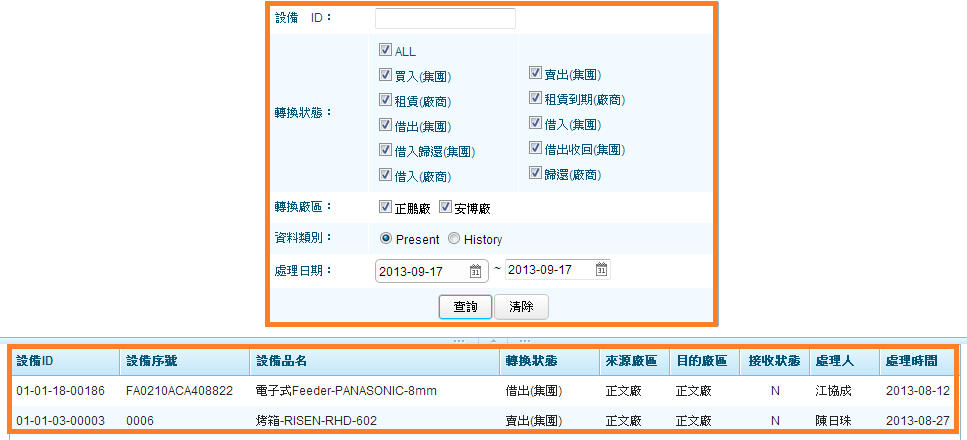 設備 ID：
轉換狀態：
ALL
買入(集團) 賣出(集團)
租賃(廠商) 租賃到期(廠商)
借出(集團) 借入(集團)
借入歸還(集團) 借出收回(集團)
借入(廠商) 歸還(廠商)
轉換廠區： 正鵬廠 安博廠
資料類別： Present History
處理日期： 2013-09-17 ~ 2013-09-17
查詢 清除
設備ID 設備序號 設備品名 轉換狀態 來源廠區 目的廠區 接收狀態 處理人 處理時間
01-01-18-00186 FA0210ACA408822 電子式Feeder-PANASONIC-8mm 借出(集團) 正文廠 正文廠 N 江協成 2013-08-12
01-01-03-00003 0006 烤箱-RISEN-RHD-602 賣出(集團) 正文廠 正文廠 N 陳日珠 2013-08-27